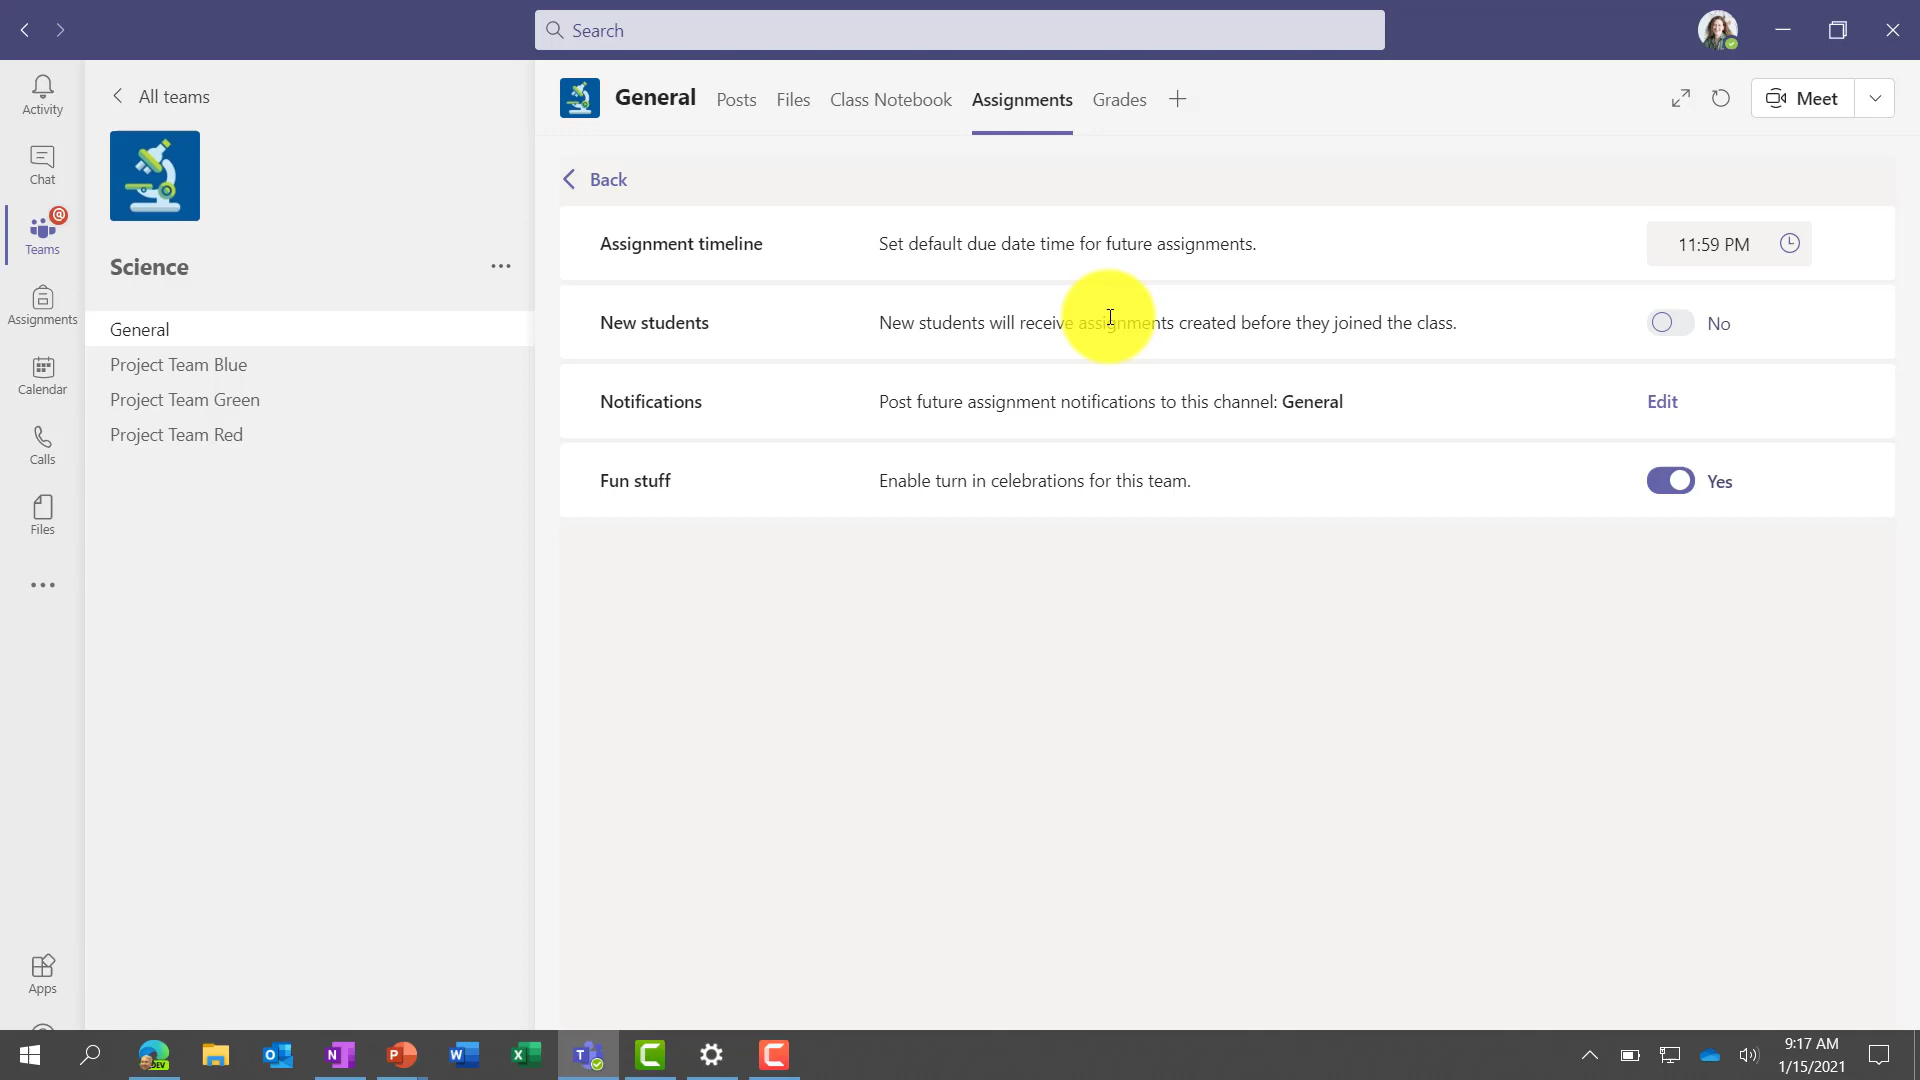 Search
Activity
Chat
@
Teams
Assignments
Calendar
Calls
Files
Apps
All teams
Science
General
Project Team Blue
Project Team Green
Project Team Red
General Posts Files Class Notebook Assignments Grades
Meet
Back
Assignment timeline Set default due date time for future assignments. 11:59 PM
New students New students will receive assignments created before they joined the class. No
Notifications Post future assignment notifications to this channel: General Edit
Fun stuff Enable turn in celebrations for this team. Yes
DEV
O
N
P
W
X
T
C
C
9:17 AM
1/15/2021